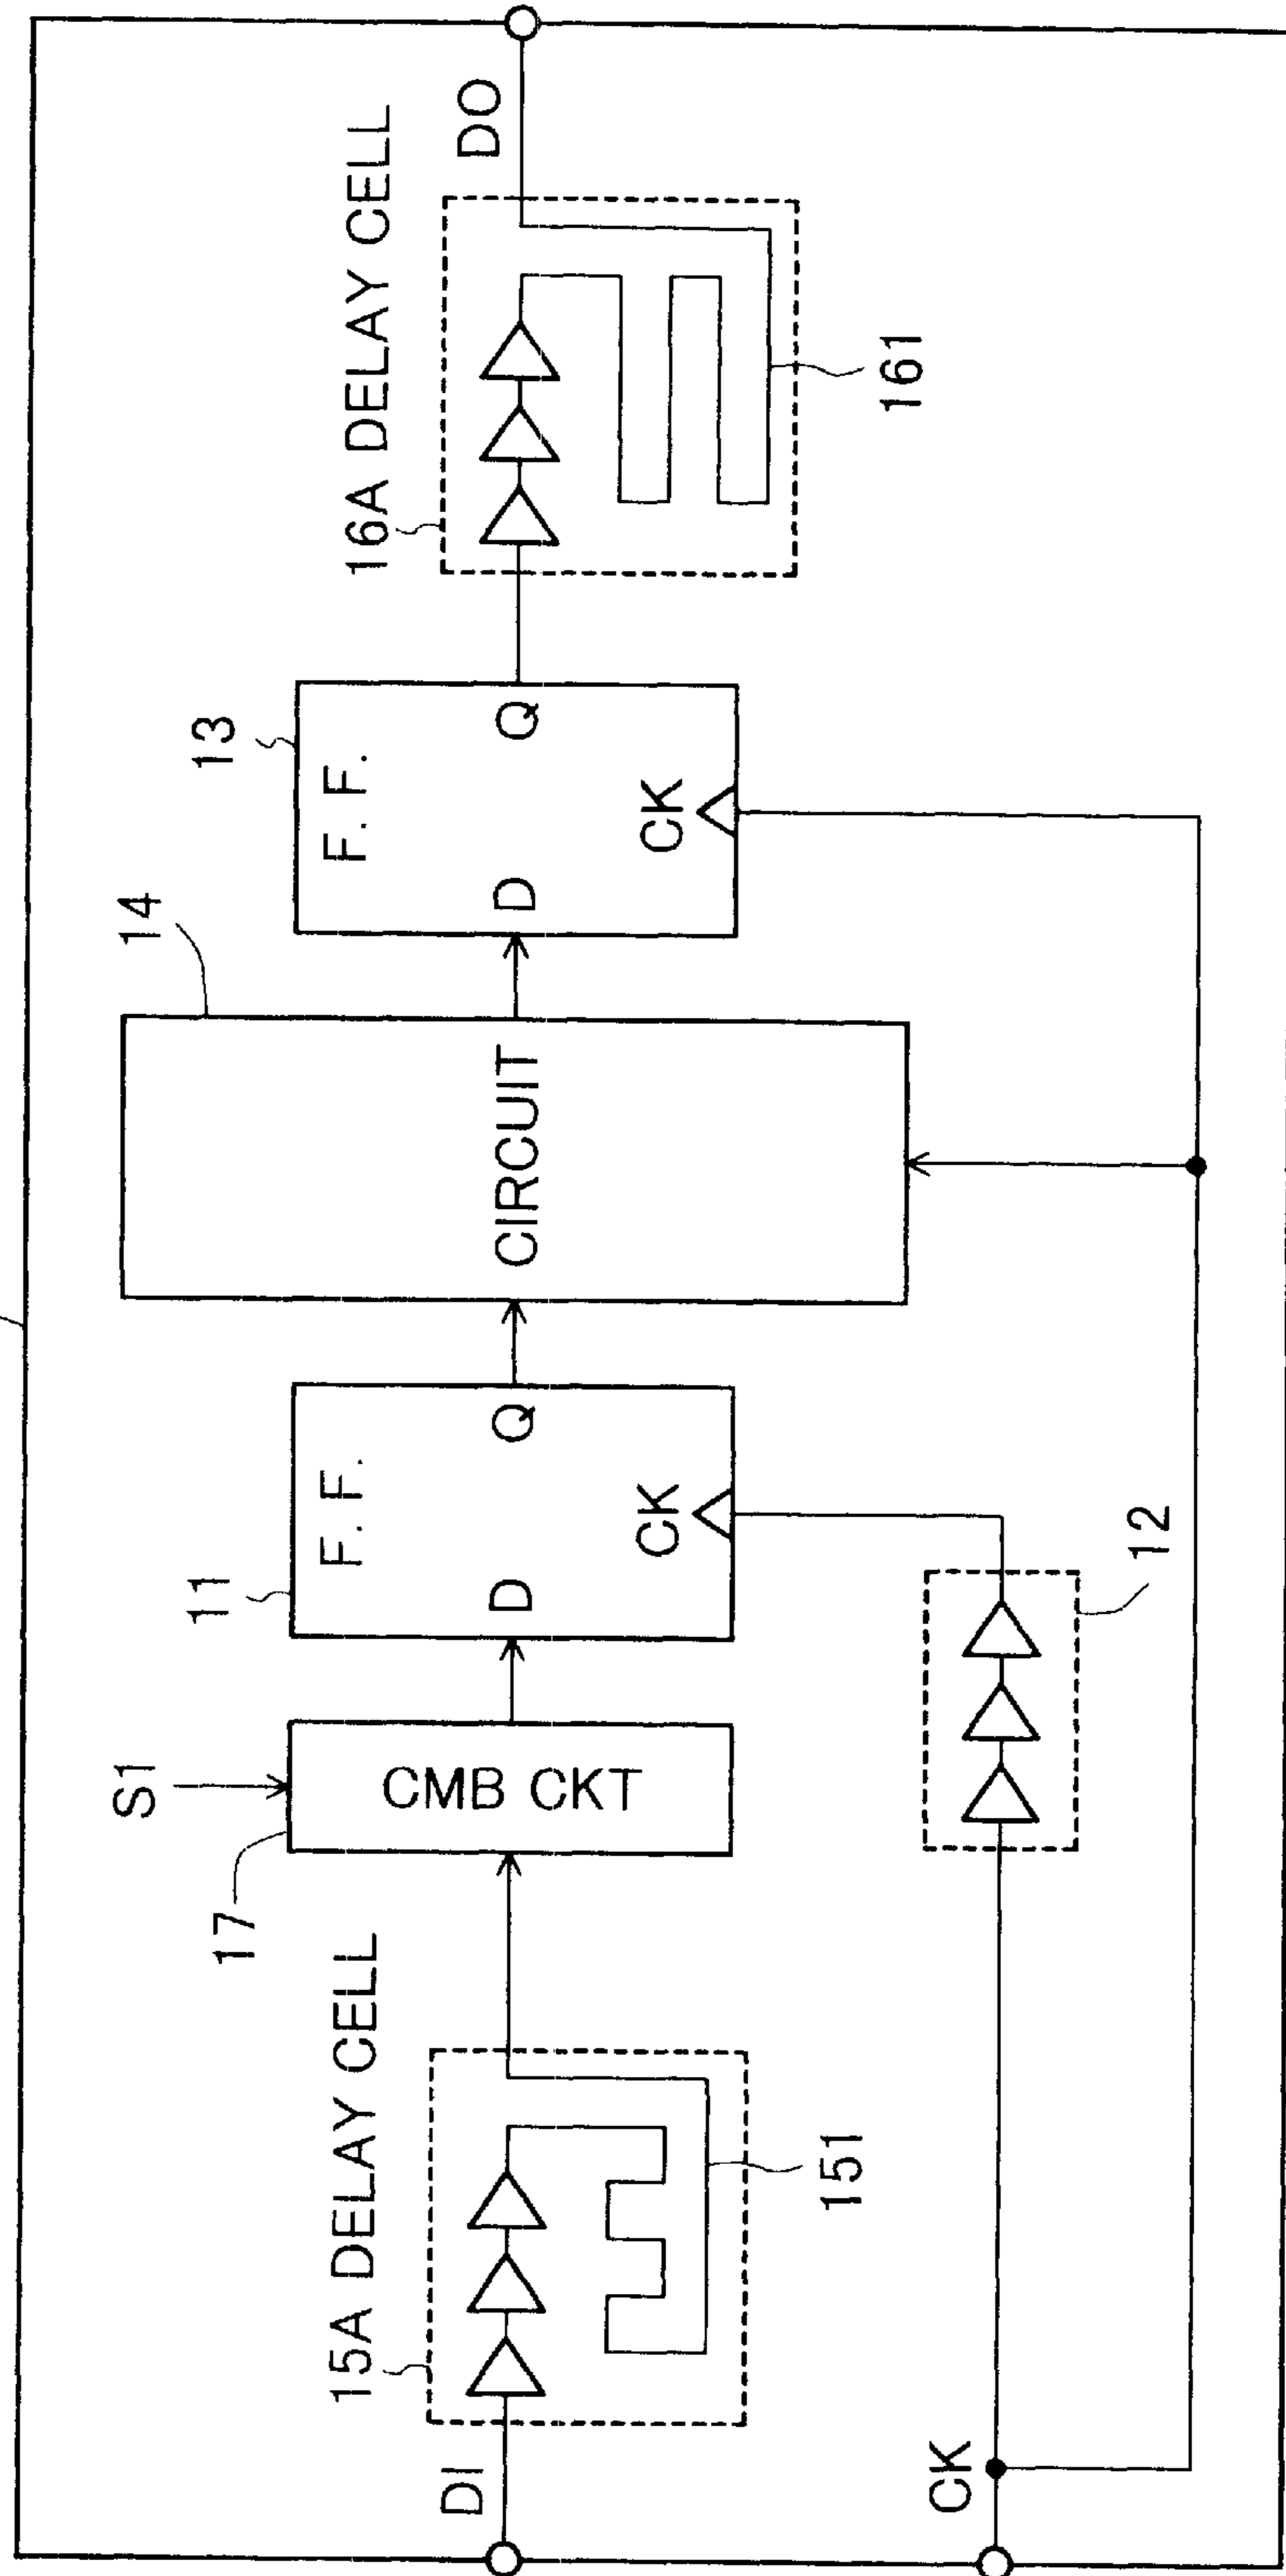 DI
15A DELAY CELL
151
17
S1
CMB CKT
11
F. F.
D
Q
CK
14
CIRCUIT
13
F. F.
D
Q
CK
16A DELAY CELL
161
DO
CK
12